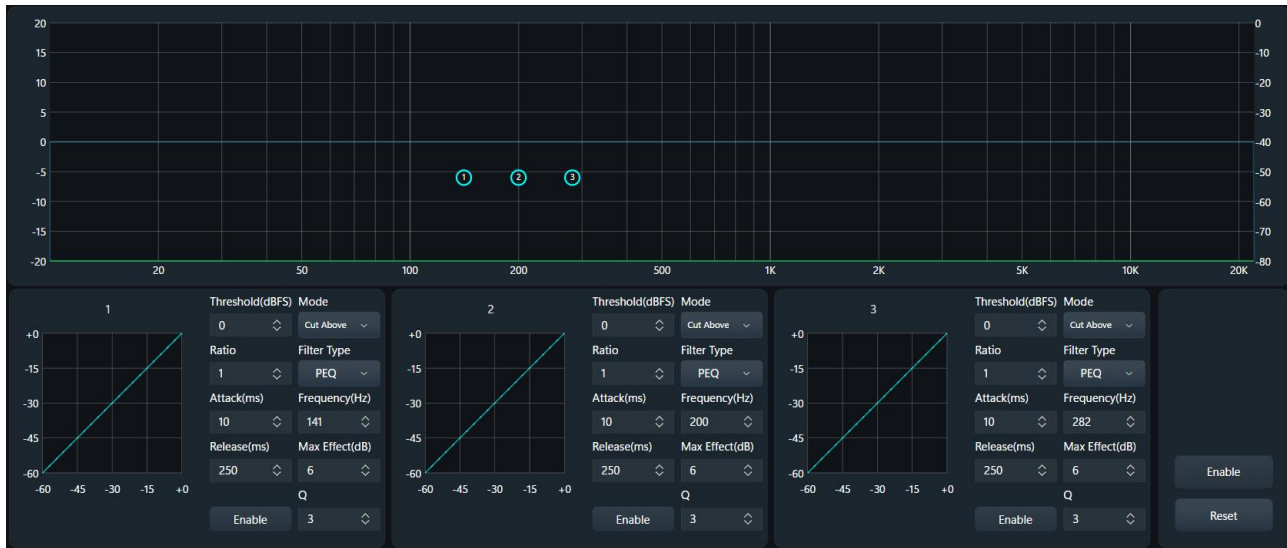 20 0
15 -10
10 -20
5 -30
0 -40
1 2 3
-5 -50
-10 -60
-15 -70
-20 -80
20 50 100 200 500 1K 2K 5K 10K 20K
1
Threshold(dBFS) Mode
0 Cut Above
Ratio Filter Type
1 PEQ
Attack(ms) Frequency(Hz)
10 141
Release(ms) Max Effect(dB)
250 6
Q
Enable 3
+0
-15
-30
-45
-60
-60 -45 -30 -15 +0
2
Threshold(dBFS) Mode
0 Cut Above
Ratio Filter Type
1 PEQ
Attack(ms) Frequency(Hz)
10 200
Release(ms) Max Effect(dB)
250 6
Q
Enable 3
+0
-15
-30
-45
-60
-60 -45 -30 -15 +0
3
Threshold(dBFS) Mode
0 Cut Above
Ratio Filter Type
1 PEQ
Attack(ms) Frequency(Hz)
10 282
Release(ms) Max Effect(dB)
250 6
Q
Enable 3
+0
-15
-30
-45
-60
-60 -45 -30 -15 +0
Enable
Reset